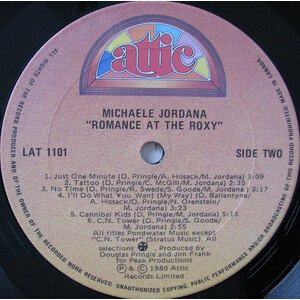 attic
MICHAELE JORDANA
"ROMANCE AT THE ROXY"
LAT 1101
SIDE TWO
1. Just One Minute (D. Pringle/A. Hosack/M. Jordana) 3:09
2. Tattoo (D. Pringle/C. McGill/M. Jordana) 2:35
3. No Time (D. Pringle/R. Sweeg/S. Goode/M. Jordana) 3:17
4. I'll Do What You Want (My Way) (D. Ballantyne/
A. Hosack/D. Pringle/N. Orenstein/
M. Jordana) 3:23
5. Cannibal Kids (D. Pringle/M. Jordana) 5:15
6. C.N. Tower (D. Pringle/S. Goode/
M. Jordana) 3:23
All titles Pondwater Music except
"C.N. Tower" (Stratus Music). All
selections Produced by
Douglas Pringle and Jim Frank
for Peak Productions
℗ & © 1980 Attic
Records Limited
ALL RIGHTS OF THE RECORD PRODUCER AND OF THE OWNER OF THE RECORDED WORK RESERVED. UNAUTHORIZED COPYING, PUBLIC PERFORMANCE AND/OR BROADCASTING OF THIS RECORD PROHIBITED. MADE IN CANADA.